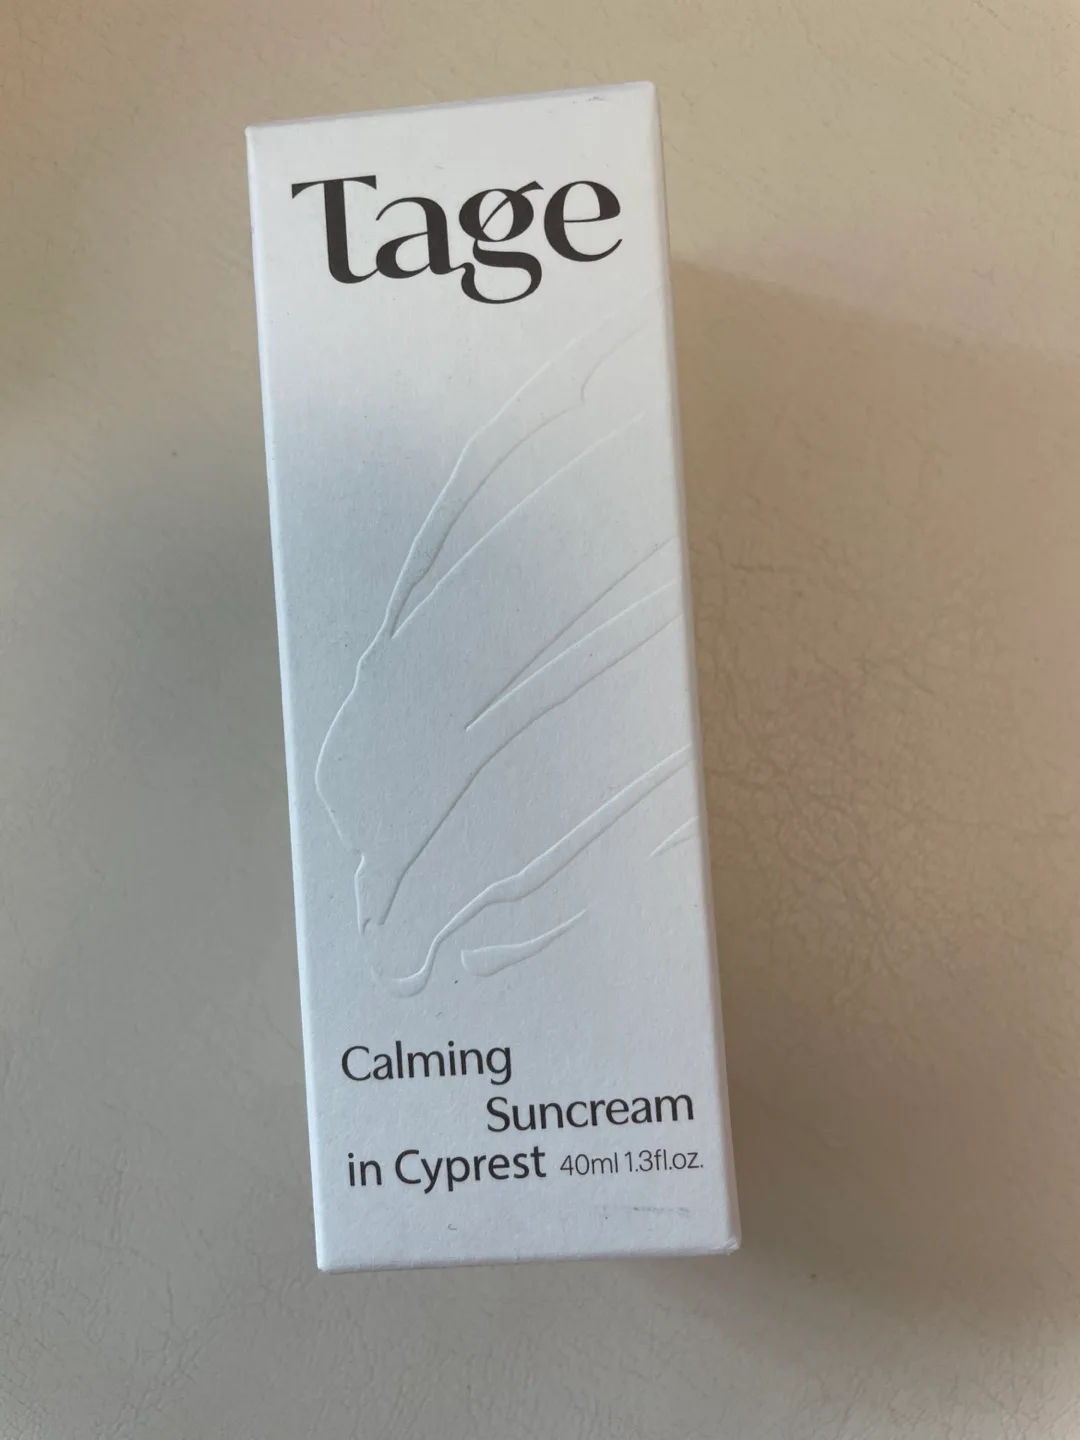 Tage
Calming
Suncream
in Cyprest 40ml 1.3fl.oz.